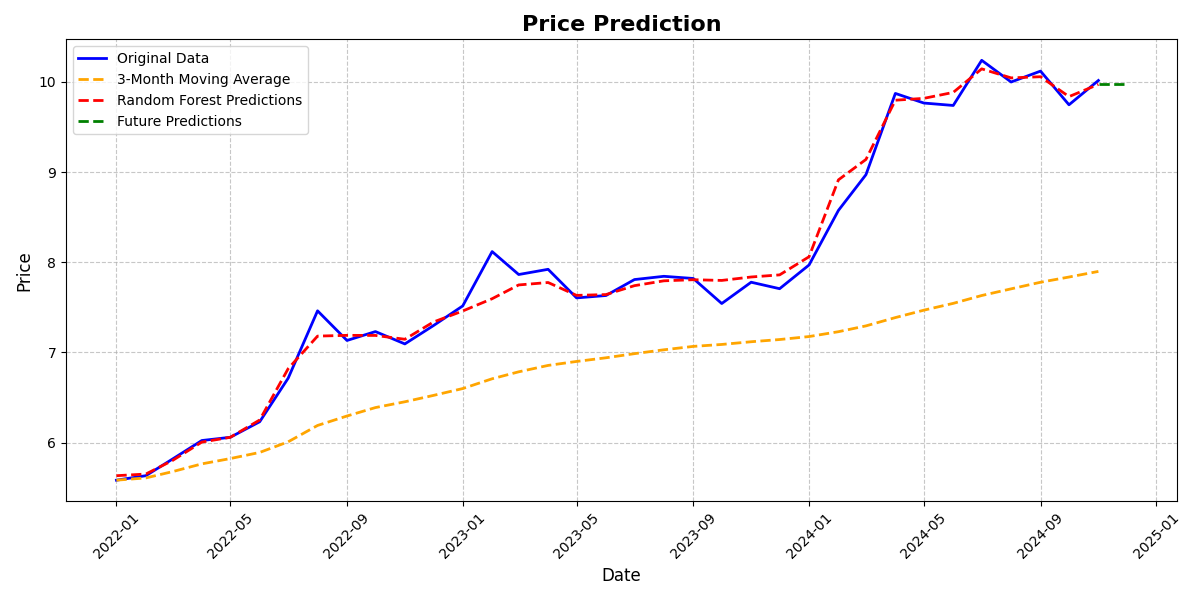 Price Prediction
Original Data
3-Month Moving Average
Random Forest Predictions
Future Predictions
10
9
8
7
6
Price
2022-01
2022-05
2022-09
2023-01
2023-05
2023-09
2024-01
2024-05
2024-09
2025-01
Date